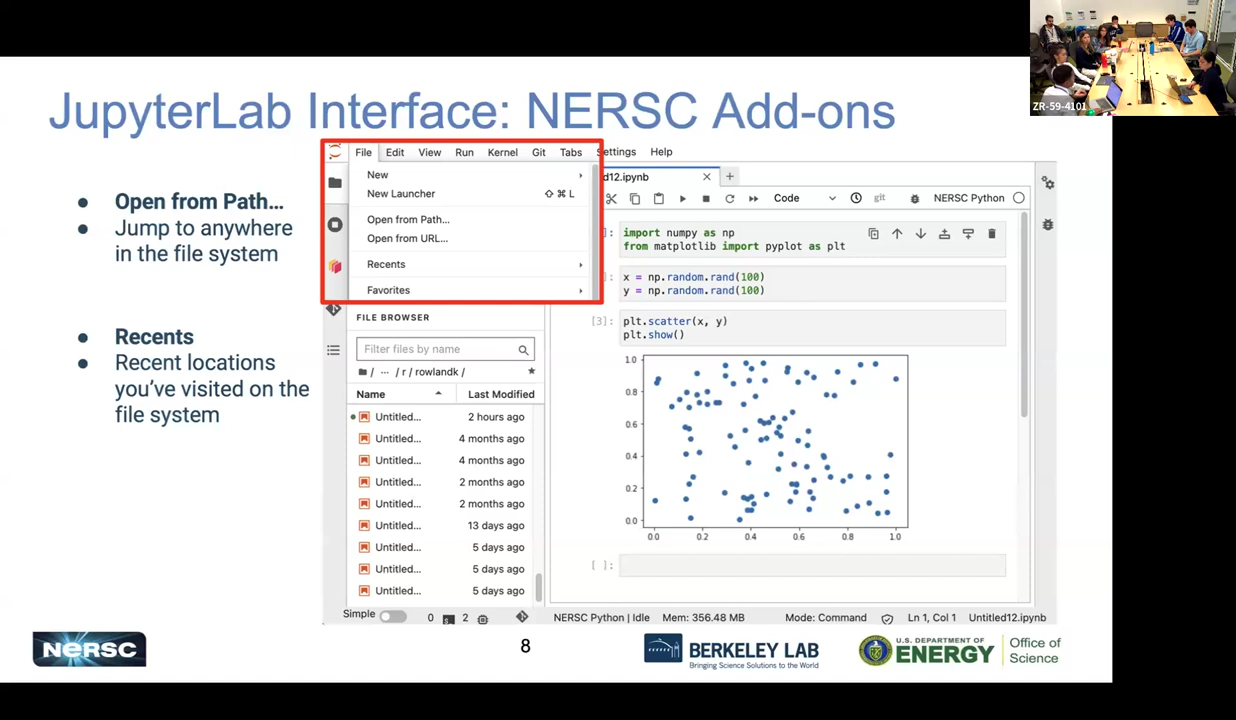 ZR-59-4101
JupyterLab Interface: NERSC Add-ons
● Open from Path…
● Jump to anywhere
in the file system
● Recents
● Recent locations
you've visited on the
file system
File Edit View Run Kernel Git Tabs Settings Help
New
New Launcher ⇧ ⌘ L
Open from Path...
Open from URL...
Recents
Favorites
FILE BROWSER
Filter files by name
/ ... / r / rowlandk /
Name Last Modified
Untitled... 2 hours ago
Untitled... 4 months ago
Untitled... 4 months ago
Untitled... 2 months ago
Untitled... 2 months ago
Untitled... 13 days ago
Untitled... 5 days ago
Untitled... 5 days ago
Untitled... 5 days ago
d12.ipynb
Code git NERSC Python
]: import numpy as np
from matplotlib import pyplot as plt
]: x = np.random.rand(100)
y = np.random.rand(100)
[3]: plt.scatter(x, y)
plt.show()
1.0
0.8
0.6
0.4
0.2
0.0
0.0 0.2 0.4 0.6 0.8 1.0
[ ]:
Simple 0 2 NERSC Python | Idle Mem: 356.48 MB Mode: Command Ln 1, Col 1 Untitled12.ipynb
NERSC
8
BERKELEY LAB
Bringing Science Solutions to the World
U.S. DEPARTMENT OF
ENERGY
Office of
Science